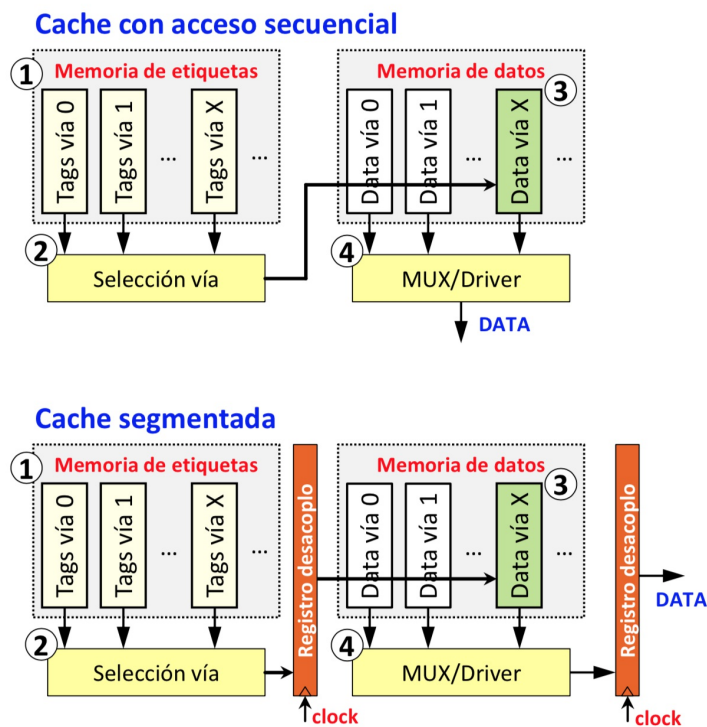 Cache con acceso secuencial
1
Memoria de etiquetas
Tags vía 0
Tags vía 1
...
Tags vía X
...
2
Selección vía
Memoria de datos
3
Data vía 0
Data vía 1
...
Data vía X
...
4
MUX/Driver
DATA
Cache segmentada
1
Memoria de etiquetas
Tags vía 0
Tags vía 1
...
Tags vía X
...
2
Selección vía
Registro desacoplo
clock
Memoria de datos
3
Data vía 0
Data vía 1
...
Data vía X
...
4
MUX/Driver
Registro desacoplo
clock
DATA